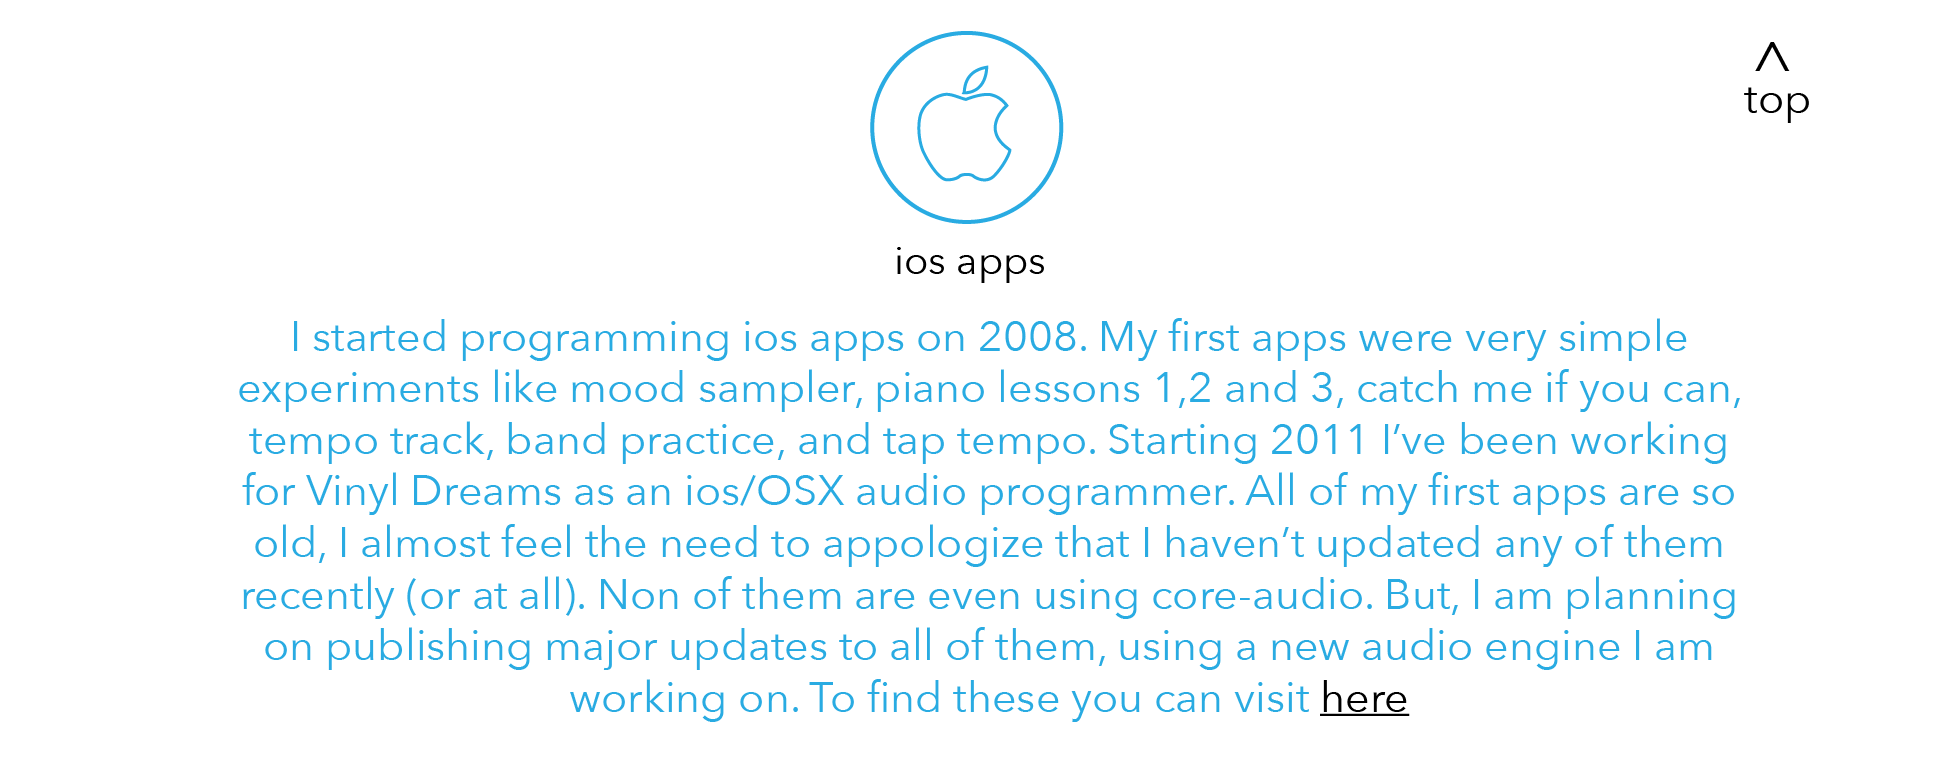 ^
top
ios apps
I started programming ios apps on 2008. My first apps were very simple
experiments like mood sampler, piano lessons 1,2 and 3, catch me if you can,
tempo track, band practice, and tap tempo. Starting 2011 I’ve been working
for Vinyl Dreams as an ios/OSX audio programmer. All of my first apps are so
old, I almost feel the need to appologize that I haven’t updated any of them
recently (or at all). Non of them are even using core-audio. But, I am planning
on publishing major updates to all of them, using a new audio engine I am
working on. To find these you can visit here